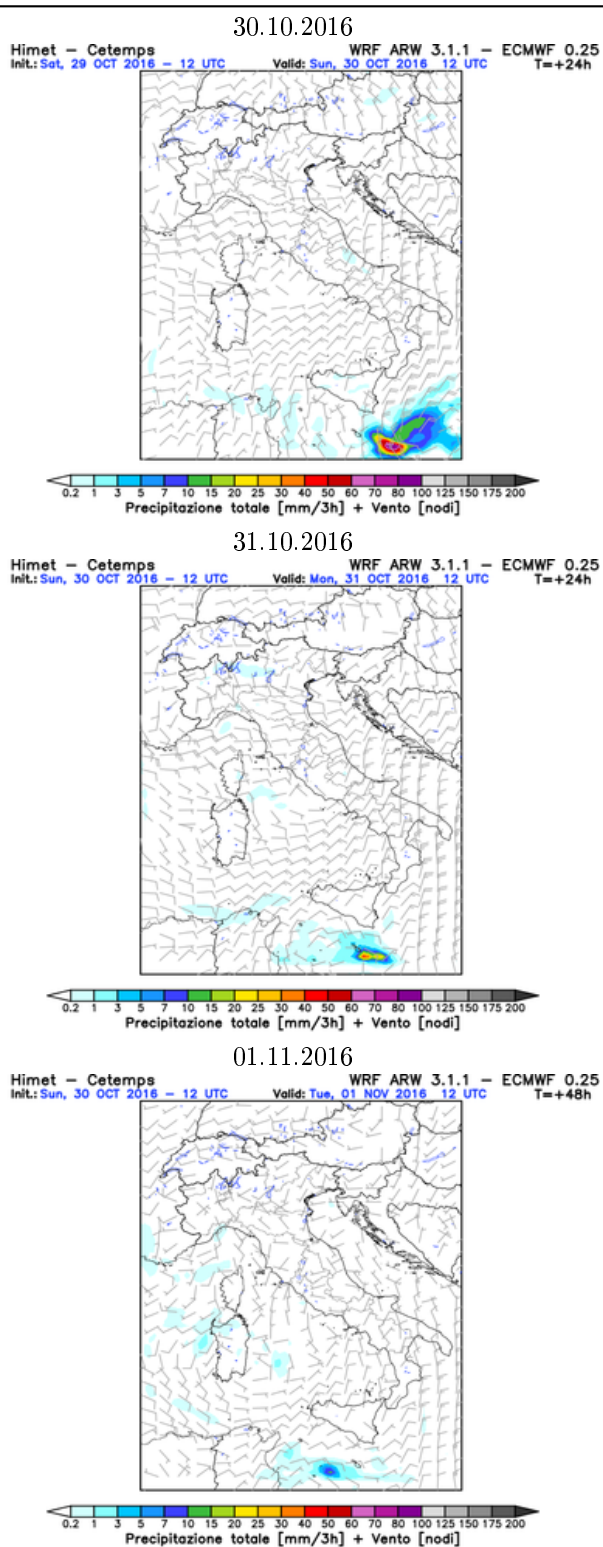 30.10.2016
Himet – Cetemps WRF ARW 3.1.1 – ECMWF 0.25
Init.: Sat, 29 OCT 2016 – 12 UTC Valid: Sun, 30 OCT 2016 12 UTC T=+24h
0.2 1 3 5 7 10 15 20 25 30 40 50 60 70 80 100 125 150 175 200
Precipitazione totale [mm/3h] + Vento [nodi]
31.10.2016
Himet – Cetemps WRF ARW 3.1.1 – ECMWF 0.25
Init.: Sun, 30 OCT 2016 – 12 UTC Valid: Mon, 31 OCT 2016 12 UTC T=+24h
0.2 1 3 5 7 10 15 20 25 30 40 50 60 70 80 100 125 150 175 200
Precipitazione totale [mm/3h] + Vento [nodi]
01.11.2016
Himet – Cetemps WRF ARW 3.1.1 – ECMWF 0.25
Init.: Sun, 30 OCT 2016 – 12 UTC Valid: Tue, 01 NOV 2016 12 UTC T=+48h
0.2 1 3 5 7 10 15 20 25 30 40 50 60 70 80 100 125 150 175 200
Precipitazione totale [mm/3h] + Vento [nodi]